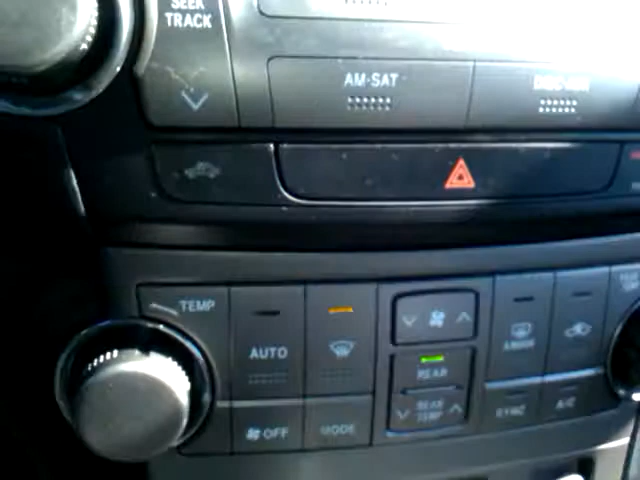 SEEK
TRACK
AM·SAT
TEMP
AUTO
REAR
REAR
TEMP
OFF
MODE
SYNC
A/C